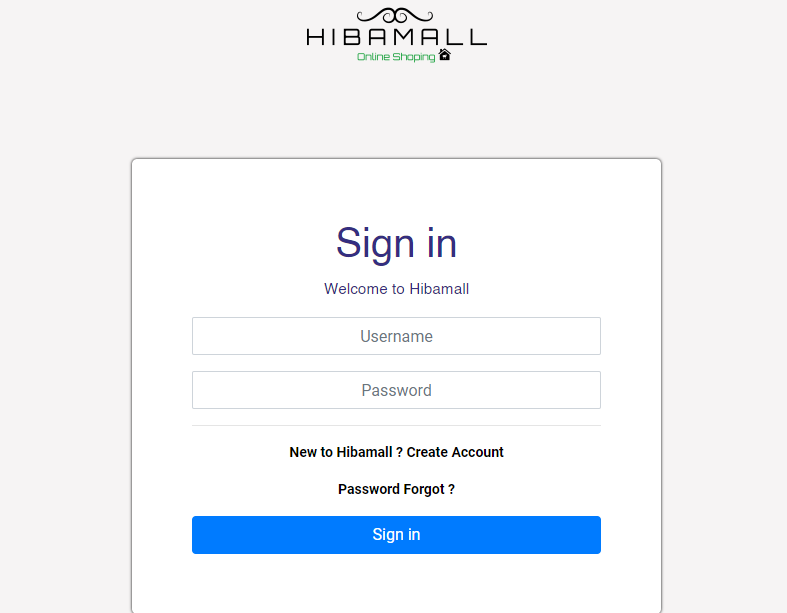 HIBAMALL
Online Shoping
Sign in
Welcome to Hibamall
Username
Password
New to Hibamall ? Create Account
Password Forgot ?
Sign in